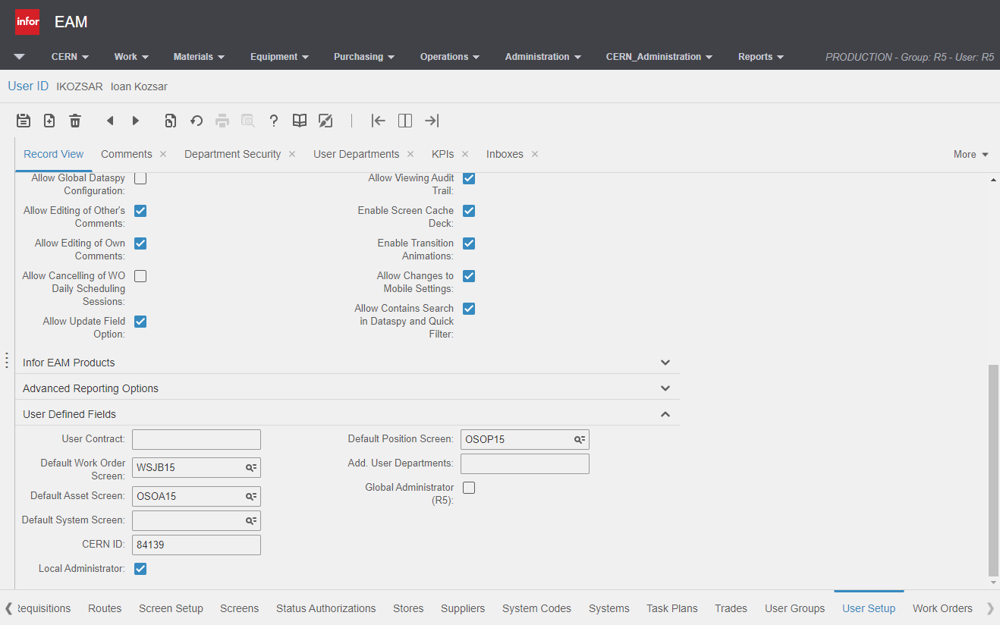 infor EAM
CERN Work Materials Equipment Purchasing Operations Administration CERN_Administration Reports PRODUCTION - Group: R5 - User: R5
User ID IKOZSAR Ioan Kozsar
Record View Comments Department Security User Departments KPIs Inboxes More
Allow Global Dataspy
Configuration:
Allow Viewing Audit
Trail:
Allow Editing of Other's
Comments:
Enable Screen Cache
Deck:
Allow Editing of Own
Comments:
Enable Transition
Animations:
Allow Cancelling of WO
Daily Scheduling
Sessions:
Allow Changes to
Mobile Settings:
Allow Update Field
Option:
Allow Contains Search
in Dataspy and Quick
Filter:
Infor EAM Products
Advanced Reporting Options
User Defined Fields
User Contract:
Default Position Screen: OSOP15
Default Work Order
Screen: WSJB15
Add. User Departments:
Default Asset Screen: OSOA15
Global Administrator
(R5):
Default System Screen:
CERN ID: 84139
Local Administrator:
Requisitions Routes Screen Setup Screens Status Authorizations Stores Suppliers System Codes Systems Task Plans Trades User Groups User Setup Work Orders